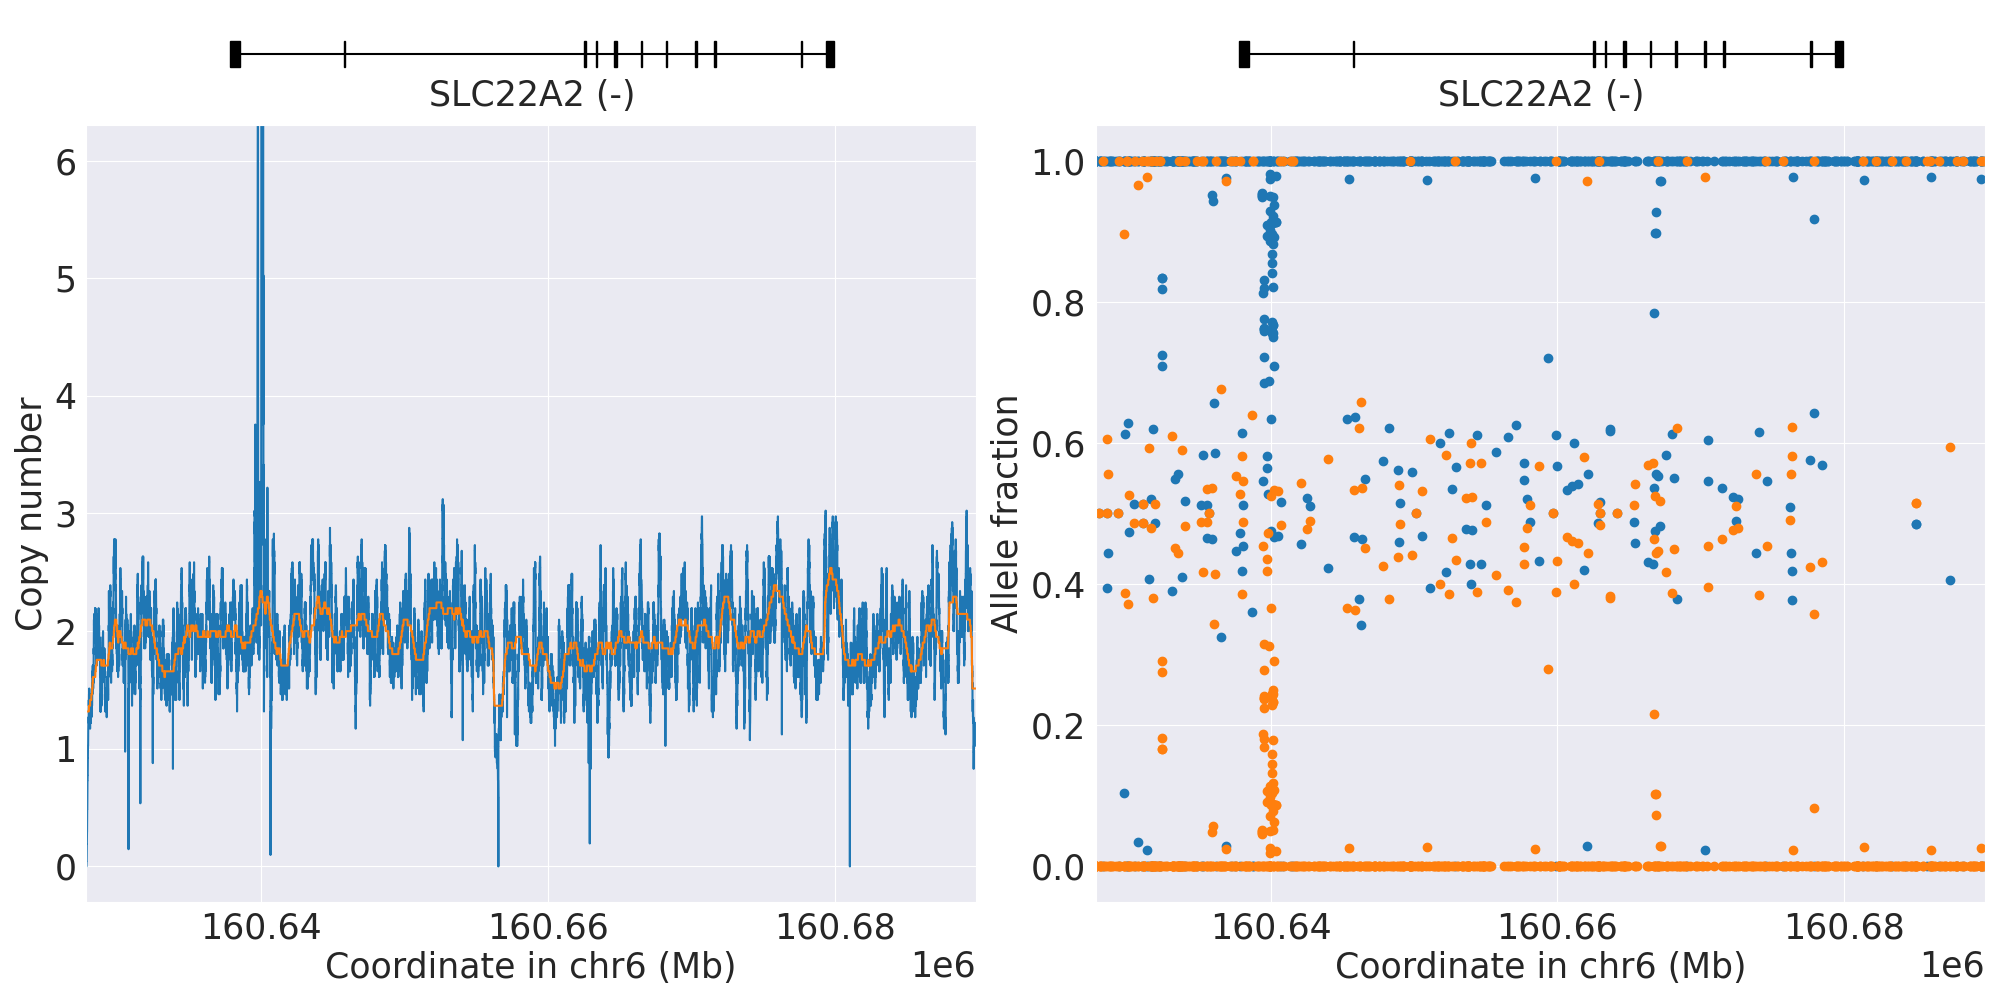 SLC22A2 (-)
Copy number
6
5
4
3
2
1
0
160.64 160.66 160.68
Coordinate in chr6 (Mb) 1e6
SLC22A2 (-)
Allele fraction
1.0
0.8
0.6
0.4
0.2
0.0
160.64 160.66 160.68
Coordinate in chr6 (Mb) 1e6